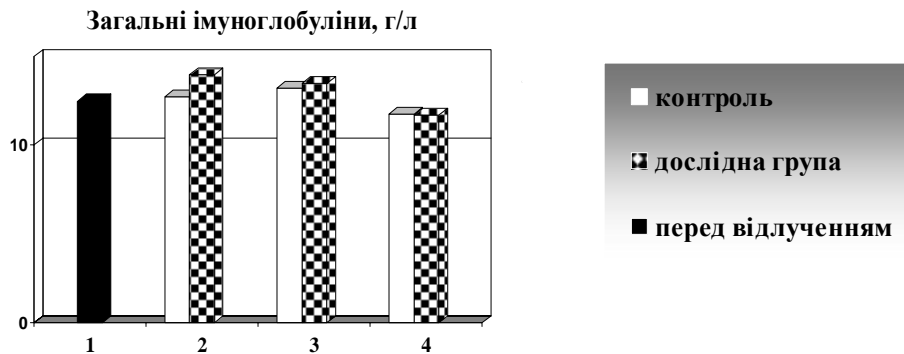 Загальні імуноглобуліни, г/л
10
0
1 2 3 4
контроль
дослідна група
перед відлученням